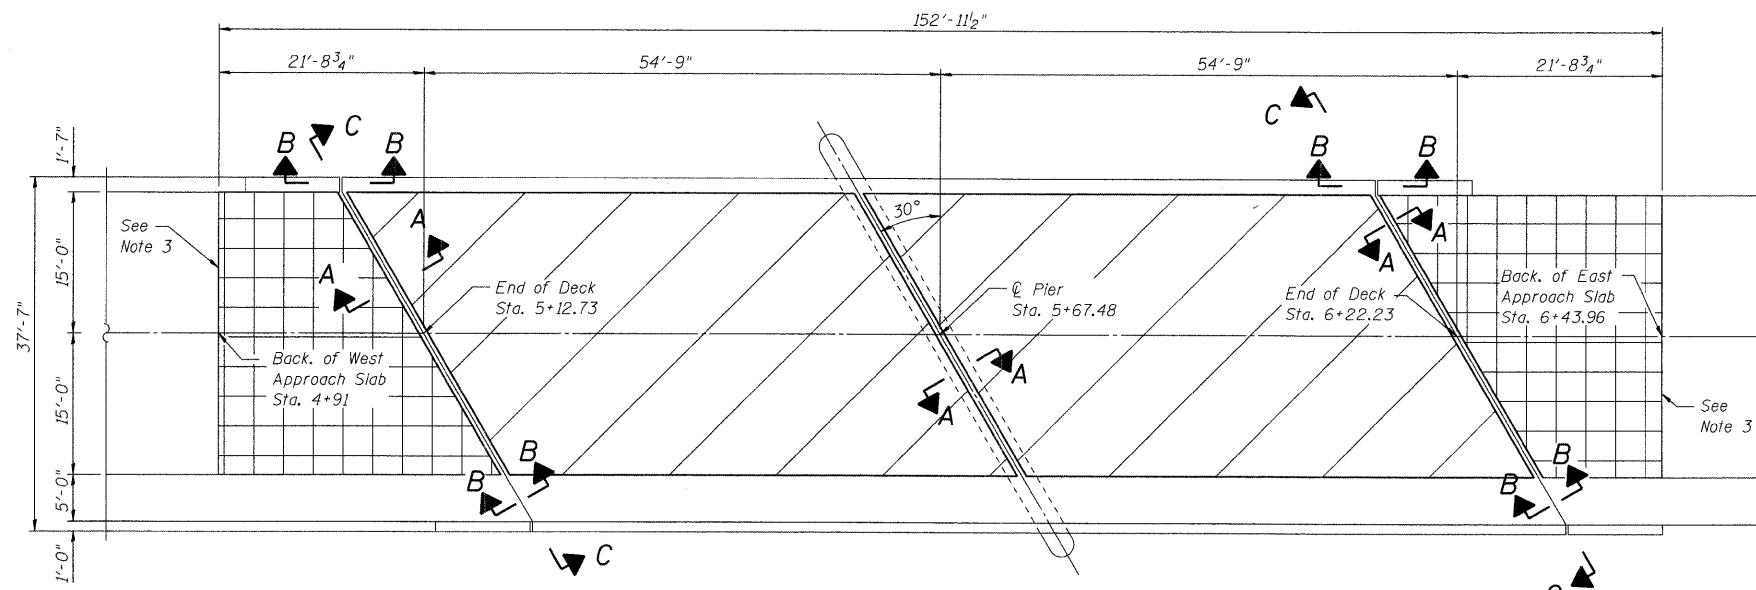 152'-11½"
21'-8¾"
54'-9"
54'-9"
21'-8¾"
C
C
B
B
B
B
1'-7"
See
Note 3
15'-0"
37'-7"
15'-0"
5'-0"
1'-0"
A
A
30°
A
A
End of Deck
Sta. 5+12.73
℄ Pier
Sta. 5+67.48
End of Deck
Sta. 6+22.23
Back. of East
Approach Slab
Sta. 6+43.96
Back. of West
Approach Slab
Sta. 4+91
A
A
See
Note 3
B
B
B
B
C